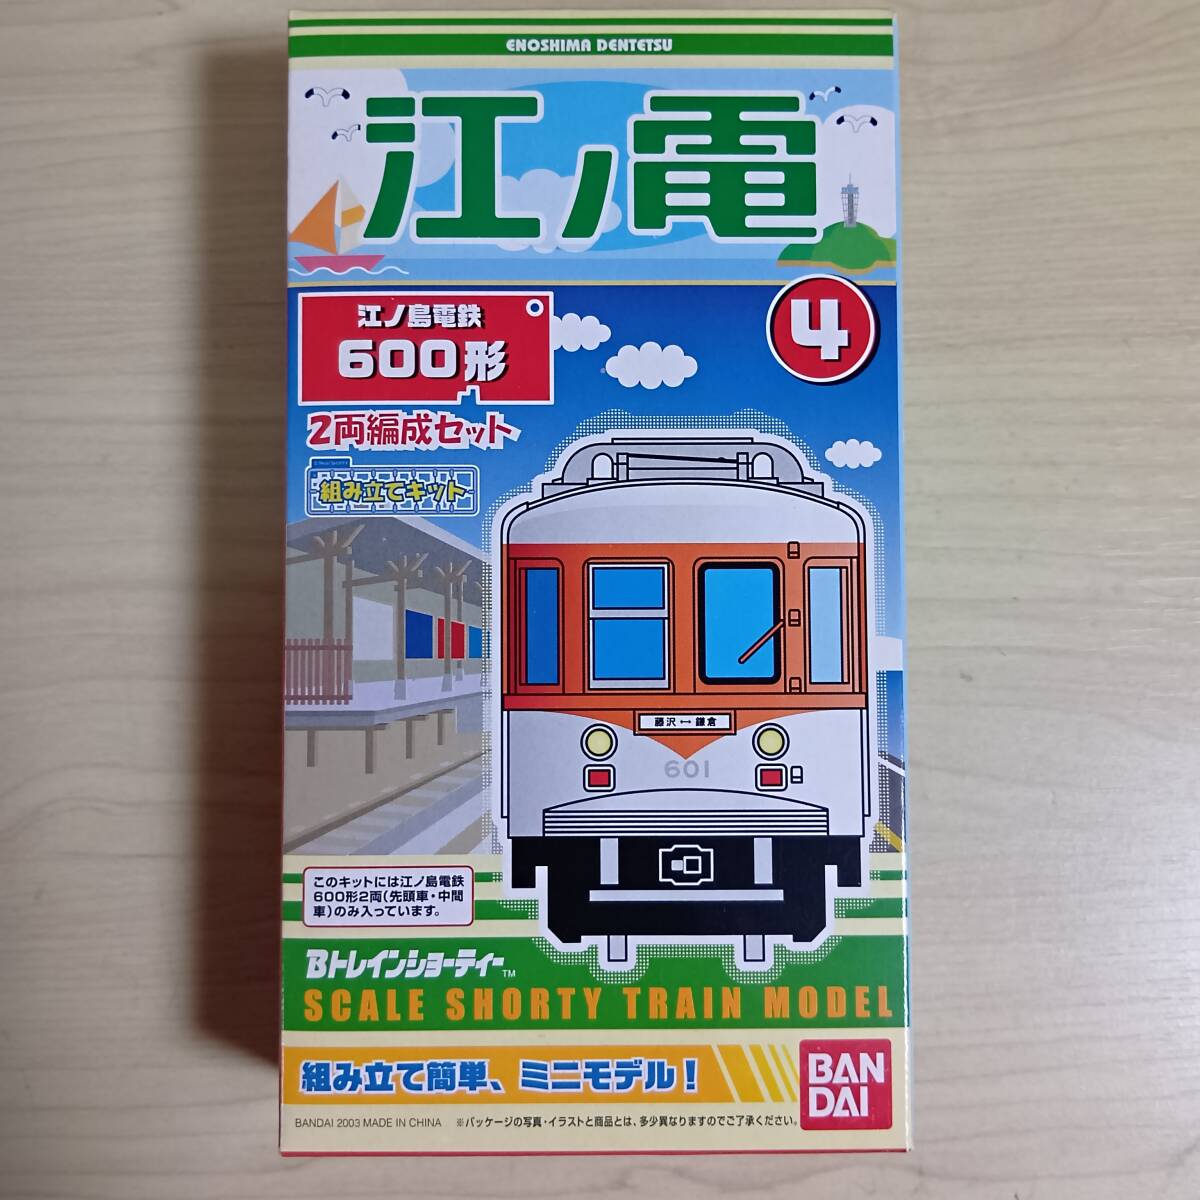 ENOSHIMA DENTETSU
江ノ電
江ノ島電鉄
600形
4
2両編成セット
組み立てキット
藤沢↔鎌倉
601
このキットには江ノ島電鉄
600形2両(先頭車・中間
車)のみ入っています。
Bトレインショーティー™
SCALE SHORTY TRAIN MODEL
組み立て簡単、ミニモデル!
BAN
DAI
BANDAI 2003 MADE IN CHINA ※パッケージの写真・イラストと商品とは、多少異なりますのでご了承ください。